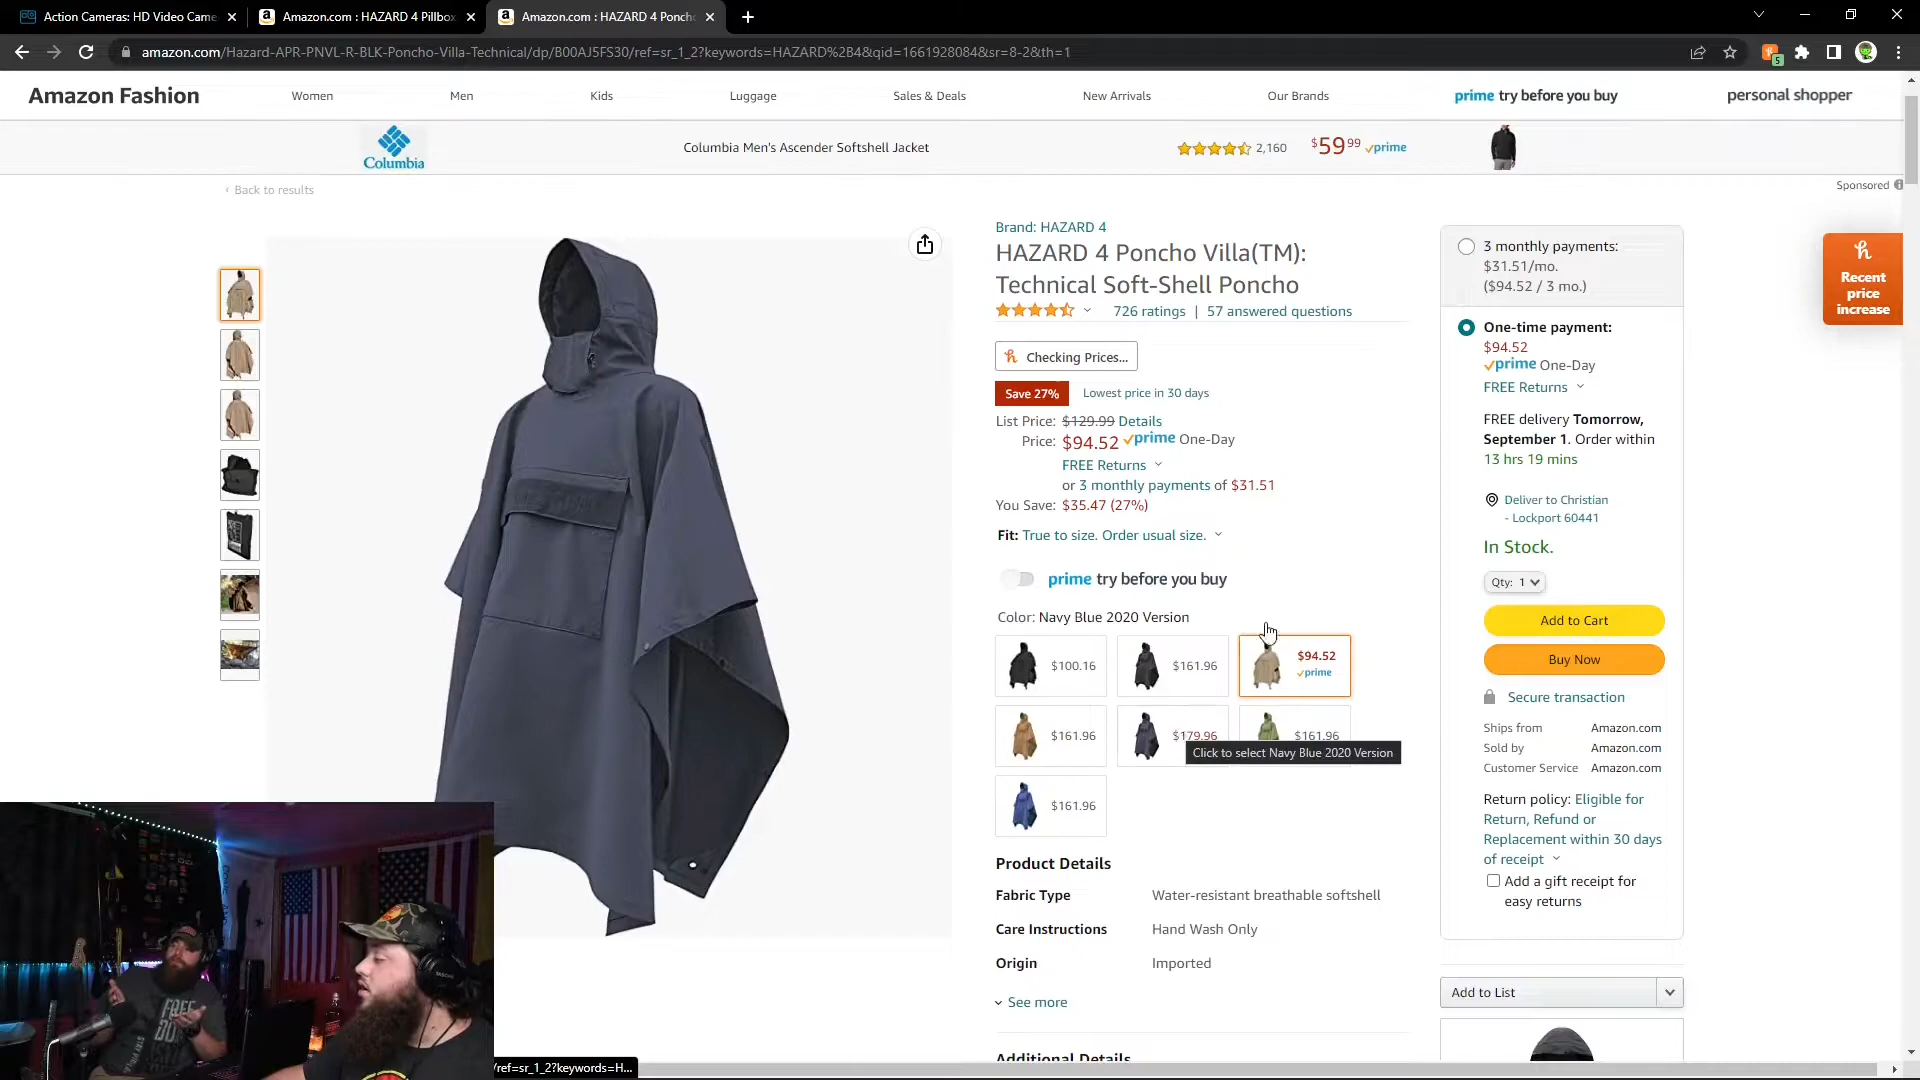 Action Cameras: HD Video Came
Amazon.com : HAZARD 4 Pillbox
Amazon.com : HAZARD 4 Ponch
amazon.com/Hazard-APR-PNVL-R-BLK-Poncho-Villa-Technical/dp/B00AJ5FS30/ref=sr_1_2?keywords=HAZARD%2B4&qid=1661928084&sr=8-2&th=1
5
Amazon Fashion
Women
Men
Kids
Luggage
Sales & Deals
New Arrivals
Our Brands
prime try before you buy
personal shopper
Columbia
Columbia Men's Ascender Softshell Jacket
2,160
$59 99 prime
Sponsored
‹ Back to results
Brand: HAZARD 4
HAZARD 4 Poncho Villa(TM):
Technical Soft-Shell Poncho
726 ratings | 57 answered questions
Checking Prices...
Save 27% Lowest price in 30 days
List Price: $129.99 Details
Price: $94.52 prime One-Day
FREE Returns
or 3 monthly payments of $31.51
You Save: $35.47 (27%)
Fit: True to size. Order usual size.
prime try before you buy
Color: Navy Blue 2020 Version
$100.16
$161.96
$94.52
prime
$161.96
$179.96
$161.96
Click to select Navy Blue 2020 Version
$161.96
Product Details
Fabric Type Water-resistant breathable softshell
Care Instructions Hand Wash Only
Origin Imported
See more
Additional Details
3 monthly payments:
$31.51/mo.
($94.52 / 3 mo.)
One-time payment:
$94.52
prime One-Day
FREE Returns
FREE delivery Tomorrow,
September 1. Order within
13 hrs 19 mins
Deliver to Christian
- Lockport 60441
In Stock.
Qty: 1
Add to Cart
Buy Now
Secure transaction
Ships from Amazon.com
Sold by Amazon.com
Customer Service Amazon.com
Return policy: Eligible for
Return, Refund or
Replacement within 30 days
of receipt
Add a gift receipt for
easy returns
Add to List
Recent
price
increase
FREE
/ref=sr_1_2?keywords=H...